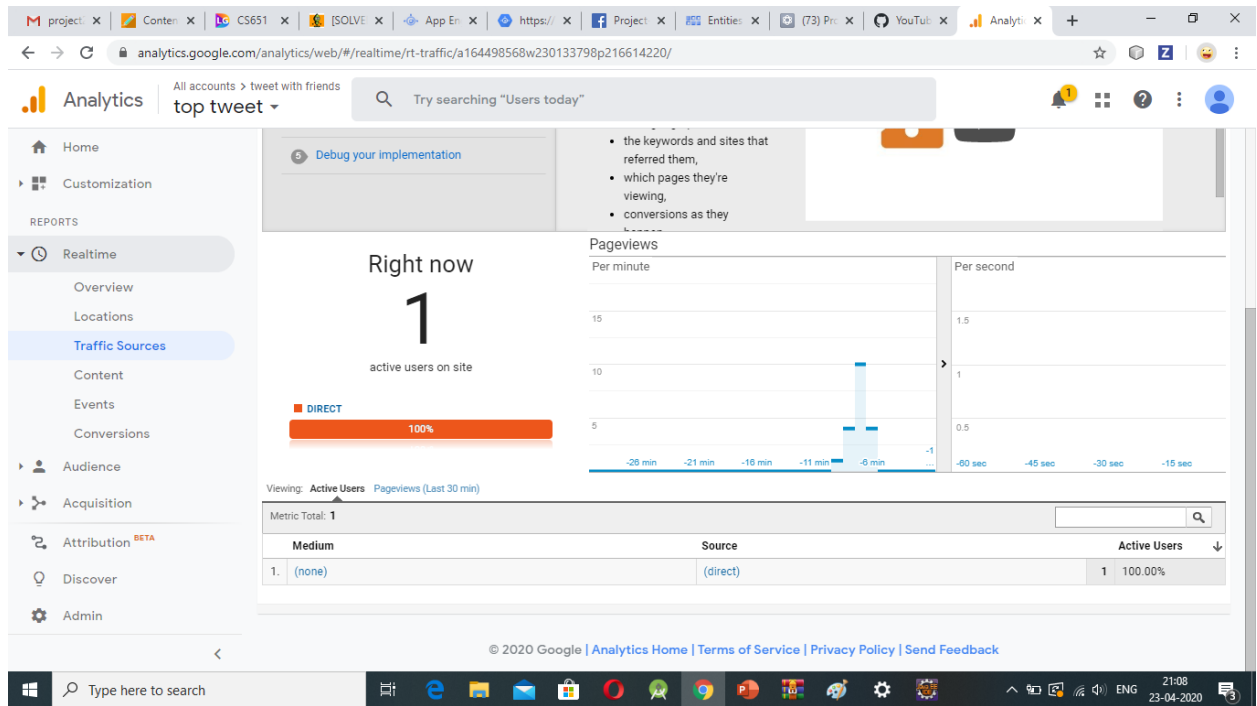 project Conten CS651 [SOLVE App En https:// Project Entities (73) Pro YouTub Analytic
analytics.google.com/analytics/web/#/realtime/rt-traffic/a164498568w230133798p216614220/
Z
Analytics
All accounts > tweet with friends
top tweet
Try searching “Users today”
1
Home
Customization
REPORTS
Realtime
Overview
Locations
Traffic Sources
Content
Events
Conversions
Audience
Acquisition
Attribution BETA
Discover
Admin
5 Debug your implementation
• the keywords and sites that
referred them,
• which pages they're
viewing,
• conversions as they
Right now
1
active users on site
DIRECT
100%
Pageviews
Per minute
15
10
5
-26 min -21 min -16 min -11 min -6 min -1
...
Per second
1.5
1
0.5
-60 sec -45 sec -30 sec -15 sec
Viewing: Active Users Pageviews (Last 30 min)
Metric Total: 1
Medium Source Active Users
1. (none) (direct) 1 100.00%
© 2020 Google | Analytics Home | Terms of Service | Privacy Policy | Send Feedback
Type here to search
ENG
21:08
23-04-2020
3